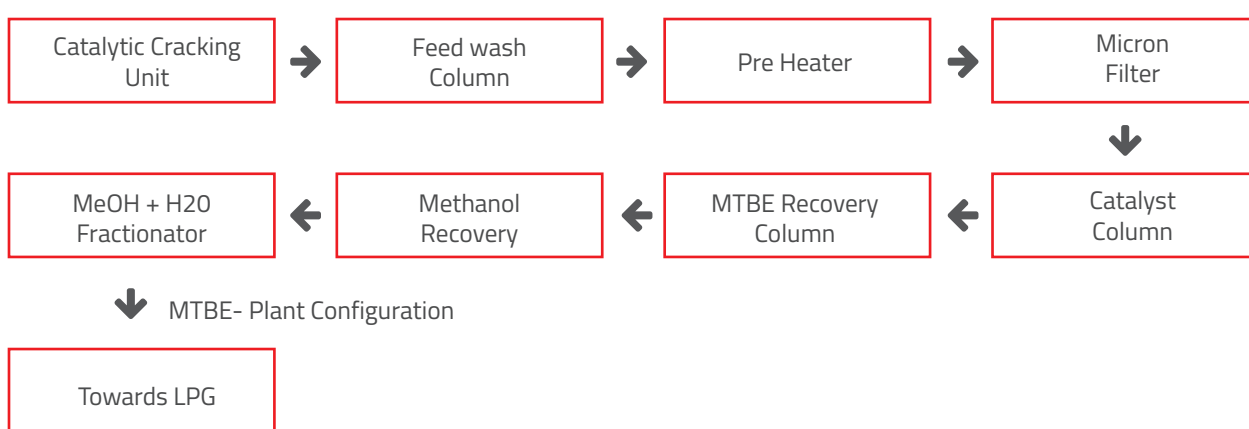 Catalytic Cracking
Unit
Feed wash
Column
Pre Heater
Micron
Filter
Catalyst
Column
MTBE Recovery
Column
Methanol
Recovery
MeOH + H20
Fractionator
MTBE- Plant Configuration
Towards LPG